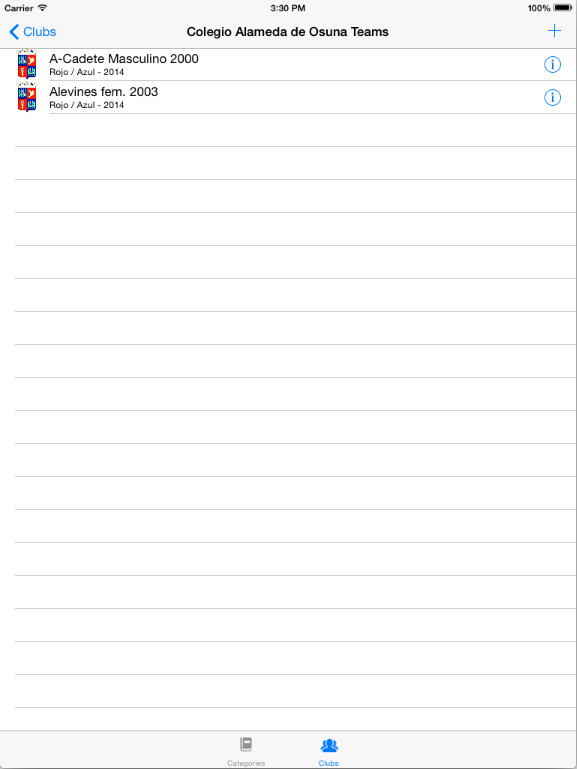 Carrier
3:30 PM
100%
Clubs
Colegio Alameda de Osuna Teams
A-Cadete Masculino 2000
Rojo / Azul - 2014
Alevines fem. 2003
Rojo / Azul - 2014
Categories
Clubs